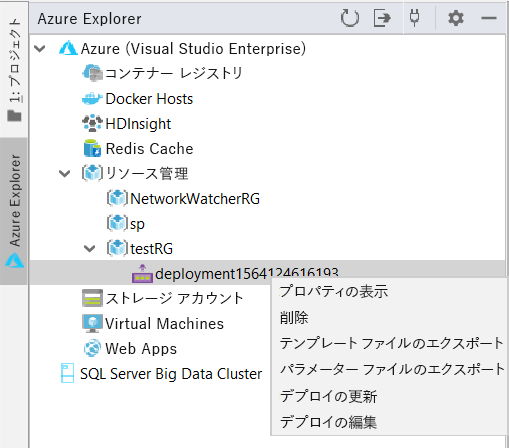 Azure Explorer
1: プロジェクト
Azure Explorer
Azure (Visual Studio Enterprise)
コンテナー レジストリ
Docker Hosts
HDInsight
Redis Cache
リソース管理
NetworkWatcherRG
sp
testRG
deployment1564124616193
プロパティの表示
削除
テンプレート ファイルのエクスポート
パラメーター ファイルのエクスポート
デプロイの更新
デプロイの編集
ストレージ アカウント
Virtual Machines
Web Apps
SQL Server Big Data Cluster